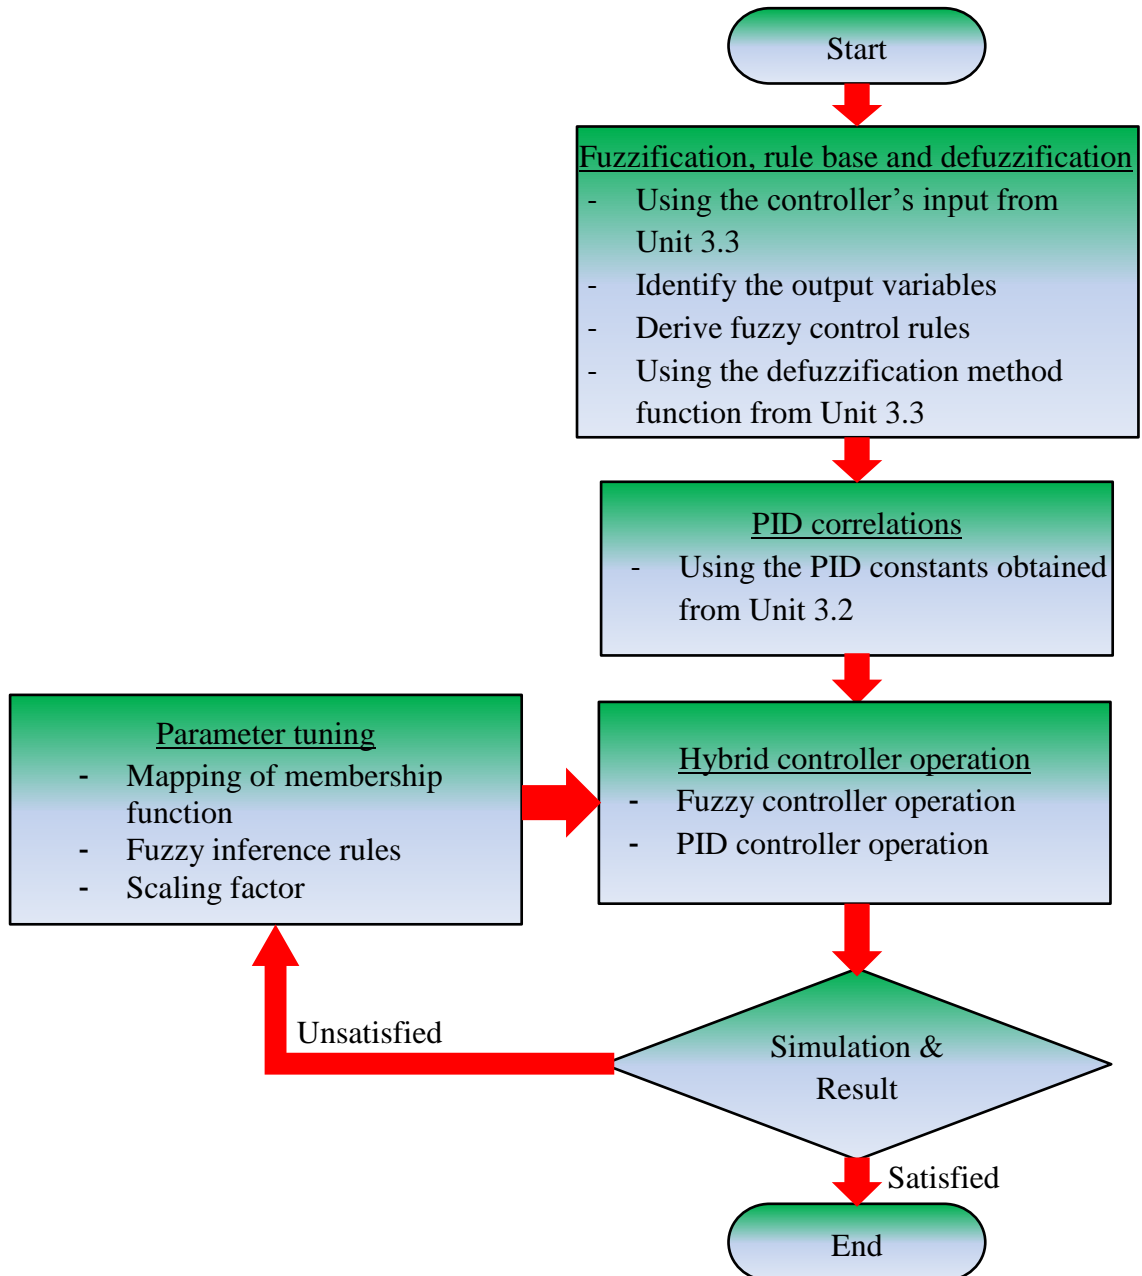 Start
Fuzzification, rule base and defuzzification
- Using the controller’s input from
Unit 3.3
- Identify the output variables
- Derive fuzzy control rules
- Using the defuzzification method
function from Unit 3.3
PID correlations
- Using the PID constants obtained
from Unit 3.2
Parameter tuning
- Mapping of membership
function
- Fuzzy inference rules
- Scaling factor
Hybrid controller operation
- Fuzzy controller operation
- PID controller operation
Unsatisfied
Simulation &
Result
Satisfied
End